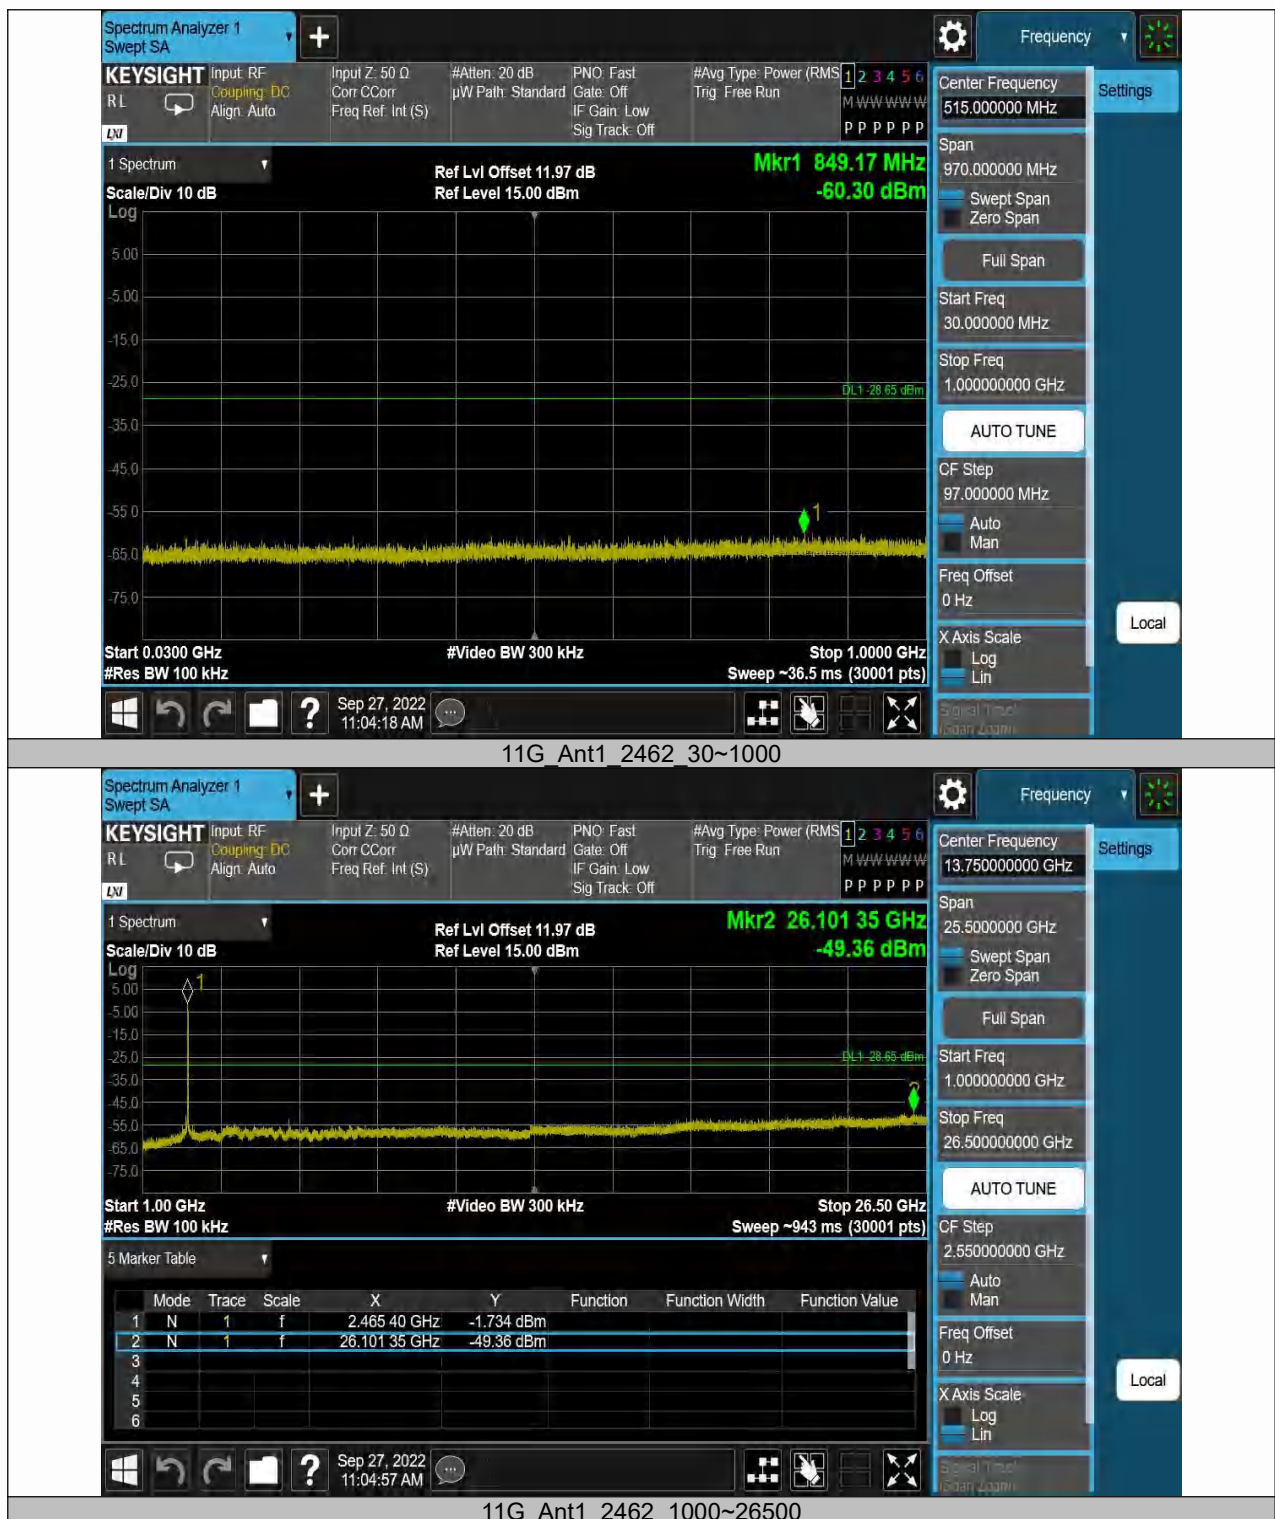 Spectrum Analyzer 1
Swept SA
Frequency
KEYSIGHT
RL
LXI
Input: RF
Coupling: DC
Align: Auto
Input Z: 50 Ω
Corr CCorr
Freq Ref: Int (S)
#Atten: 20 dB
µW Path: Standard
PNO: Fast
Gate: Off
IF Gain: Low
Sig Track: Off
#Avg Type: Power (RMS
Trig: Free Run
1 2 3 4 5 6
M W W W W W
P P P P P P
1 Spectrum
Scale/Div 10 dB
Log
Ref Lvl Offset 11.97 dB
Ref Level 15.00 dBm
Mkr1 849.17 MHz
-60.30 dBm
5.00
-5.00
-15.0
-25.0
DL1 -28.65 dBm
-35.0
-45.0
-55.0
1
-65.0
-75.0
Start 0.0300 GHz
#Video BW 300 kHz
Stop 1.0000 GHz
#Res BW 100 kHz
Sweep ~36.5 ms (30001 pts)
Sep 27, 2022
11:04:18 AM
Center Frequency
515.000000 MHz
Settings
Span
970.000000 MHz
Swept Span
Zero Span
Full Span
Start Freq
30.000000 MHz
Stop Freq
1.000000000 GHz
AUTO TUNE
CF Step
97.000000 MHz
Auto
Man
Freq Offset
0 Hz
X Axis Scale
Log
Lin
Local
Signal Track
(Span Zoom)
11G_Ant1_2462_30~1000
Spectrum Analyzer 1
Swept SA
Frequency
KEYSIGHT
RL
LXI
Input: RF
Coupling: DC
Align: Auto
Input Z: 50 Ω
Corr CCorr
Freq Ref: Int (S)
#Atten: 20 dB
µW Path: Standard
PNO: Fast
Gate: Off
IF Gain: Low
Sig Track: Off
#Avg Type: Power (RMS
Trig: Free Run
1 2 3 4 5 6
M W W W W W
P P P P P P
1 Spectrum
Scale/Div 10 dB
Log
Ref Lvl Offset 11.97 dB
Ref Level 15.00 dBm
Mkr2 26.101 35 GHz
-49.36 dBm
1
5.00
-5.00
-15.0
-25.0
DL1 -28.65 dBm
-35.0
2
-45.0
-55.0
-65.0
-75.0
Start 1.00 GHz
#Video BW 300 kHz
Stop 26.50 GHz
#Res BW 100 kHz
Sweep ~943 ms (30001 pts)
5 Marker Table
Mode Trace Scale X Y Function Function Width Function Value
1 N 1 f 2.465 40 GHz -1.734 dBm
2 N 1 f 26.101 35 GHz -49.36 dBm
3
4
5
6
Sep 27, 2022
11:04:57 AM
Center Frequency
13.750000000 GHz
Settings
Span
25.5000000 GHz
Swept Span
Zero Span
Full Span
Start Freq
1.000000000 GHz
Stop Freq
26.500000000 GHz
AUTO TUNE
CF Step
2.550000000 GHz
Auto
Man
Freq Offset
0 Hz
X Axis Scale
Log
Lin
Local
Signal Track
(Span Zoom)
11G_Ant1_2462_1000~26500